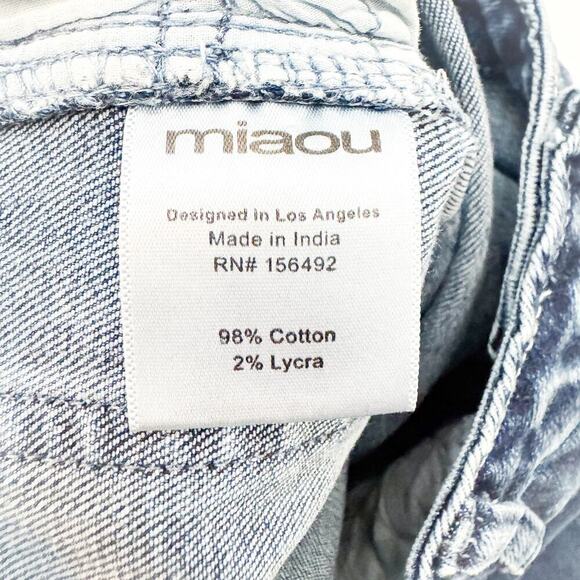 miaou
Designed in Los Angeles
Made in India
RN# 156492
98% Cotton
2% Lycra